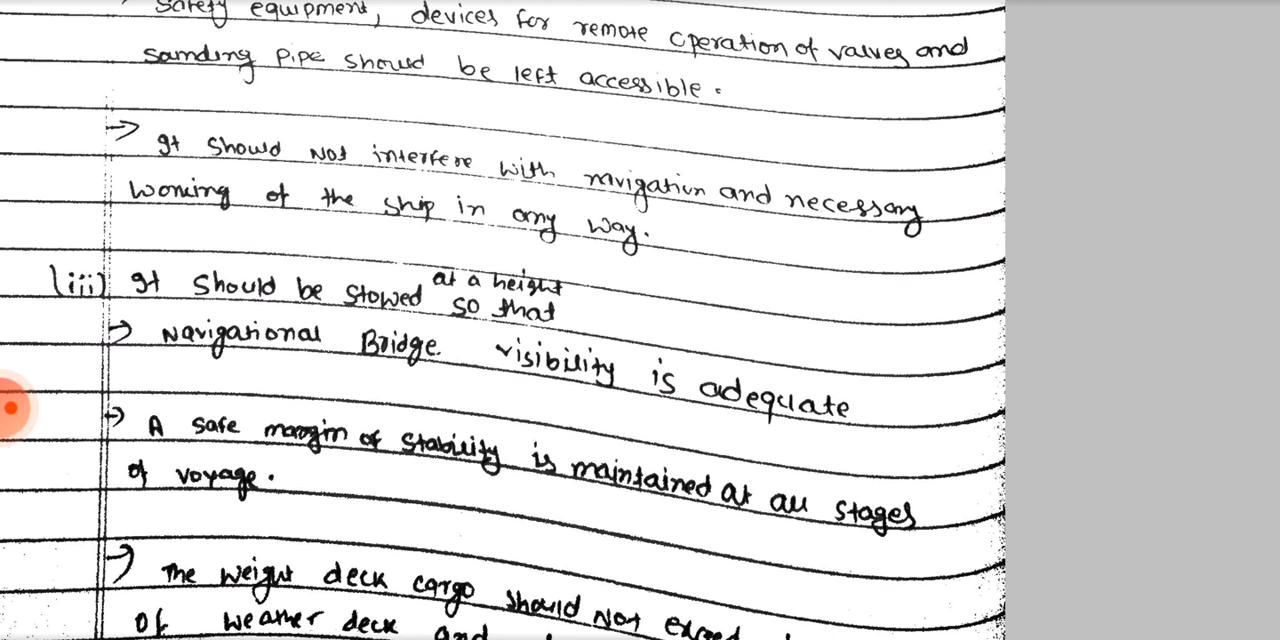 safety equipment, devices for remote operation of valves and
sounding pipe should be left accessible.
→ It should not interfere with navigation and necessary
working of the ship in any way.
(iii) It should be stowed at a height so that
→ Navigational Bridge visibility is adequate
→ A safe margin of stability is maintained at all stages
of voyage.
→ The weight deck cargo should not exceed
of weather deck and